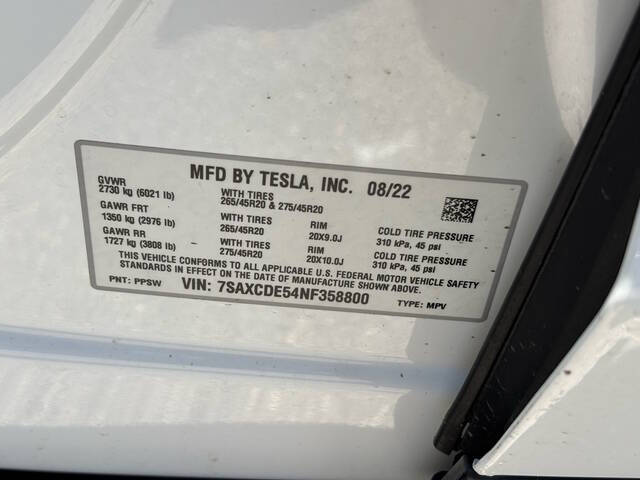 MFD BY TESLA, INC. 08/22
GVWR
2730 kg (6021 lb)
WITH TIRES
265/45R20 & 275/45R20
GAWR FRT
1350 kg (2976 lb)
WITH TIRES
265/45R20
RIM
20X9.0J
COLD TIRE PRESSURE
310 kPa, 45 psi
GAWR RR
1727 kg (3808 lb)
WITH TIRES
275/45R20
RIM
20X10.0J
COLD TIRE PRESSURE
310 kPa, 45 psi
THIS VEHICLE CONFORMS TO ALL APPLICABLE U.S. FEDERAL MOTOR VEHICLE SAFETY
STANDARDS IN EFFECT ON THE DATE OF MANUFACTURE SHOWN ABOVE.
PNT: PPSW VIN: 7SAXCDE54NF358800 TYPE: MPV